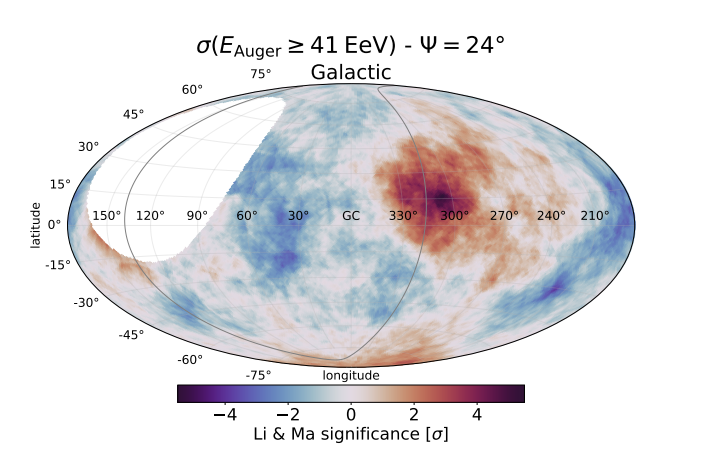 σ(E_Auger ≥ 41 EeV) - Ψ = 24°
Galactic
75°
60°
45°
30°
15°
0°
-15°
-30°
-45°
-60°
-75°
latitude
150° 120° 90° 60° 30° GC 330° 300° 270° 240° 210°
longitude
−4 −2 0 2 4
Li & Ma significance [σ]